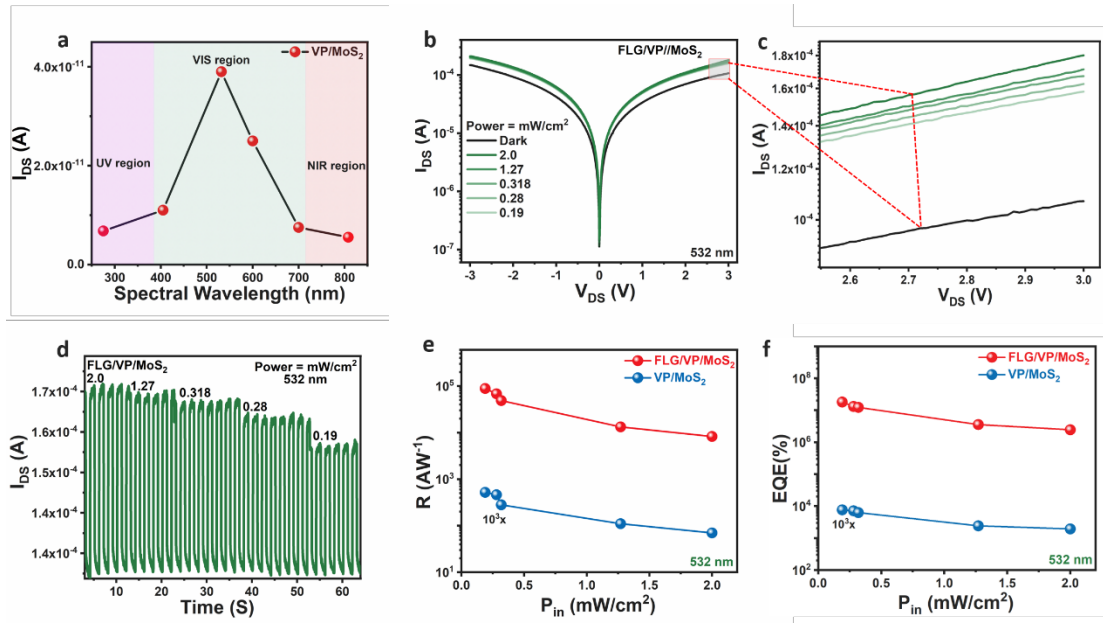 a
VP/MoS₂
VIS region
UV region
NIR region
4.0x10⁻¹¹
2.0x10⁻¹¹
0.0
I_DS (A)
300 400 500 600 700 800
Spectral Wavelength (nm)
b
FLG/VP//MoS₂
Power = mW/cm²
Dark
2.0
1.27
0.318
0.28
0.19
532 nm
10⁻⁴
10⁻⁵
10⁻⁶
10⁻⁷
I_DS (A)
-3 -2 -1 0 1 2 3
V_DS (V)
c
1.8x10⁻⁴
1.6x10⁻⁴
1.4x10⁻⁴
1.2x10⁻⁴
10⁻⁴
I_DS (A)
2.6 2.7 2.8 2.9 3.0
V_DS (V)
d
FLG/VP/MoS₂
Power = mW/cm²
532 nm
2.0
1.27
0.318
0.28
0.19
1.7x10⁻⁴
1.6x10⁻⁴
1.5x10⁻⁴
1.4x10⁻⁴
1.4x10⁻⁴
I_DS (A)
10 20 30 40 50 60
Time (S)
e
FLG/VP/MoS₂
VP/MoS₂
10³x
532 nm
10⁵
10³
10¹
R (AW⁻¹)
0.0 0.5 1.0 1.5 2.0
P_in (mW/cm²)
f
FLG/VP/MoS₂
VP/MoS₂
10³x
532 nm
10⁸
10⁶
10⁴
10²
EQE(%)
0.0 0.5 1.0 1.5 2.0
P_in (mW/cm²)